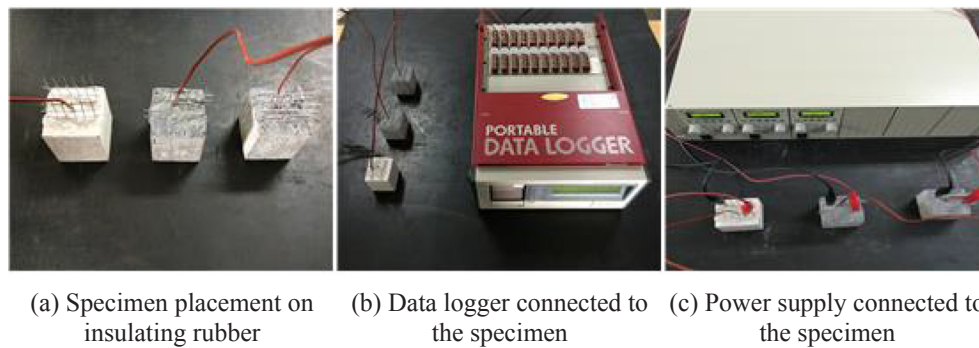 PORTABLE
DATA LOGGER
(a) Specimen placement on
insulating rubber
(b) Data logger connected to
the specimen
(c) Power supply connected to
the specimen